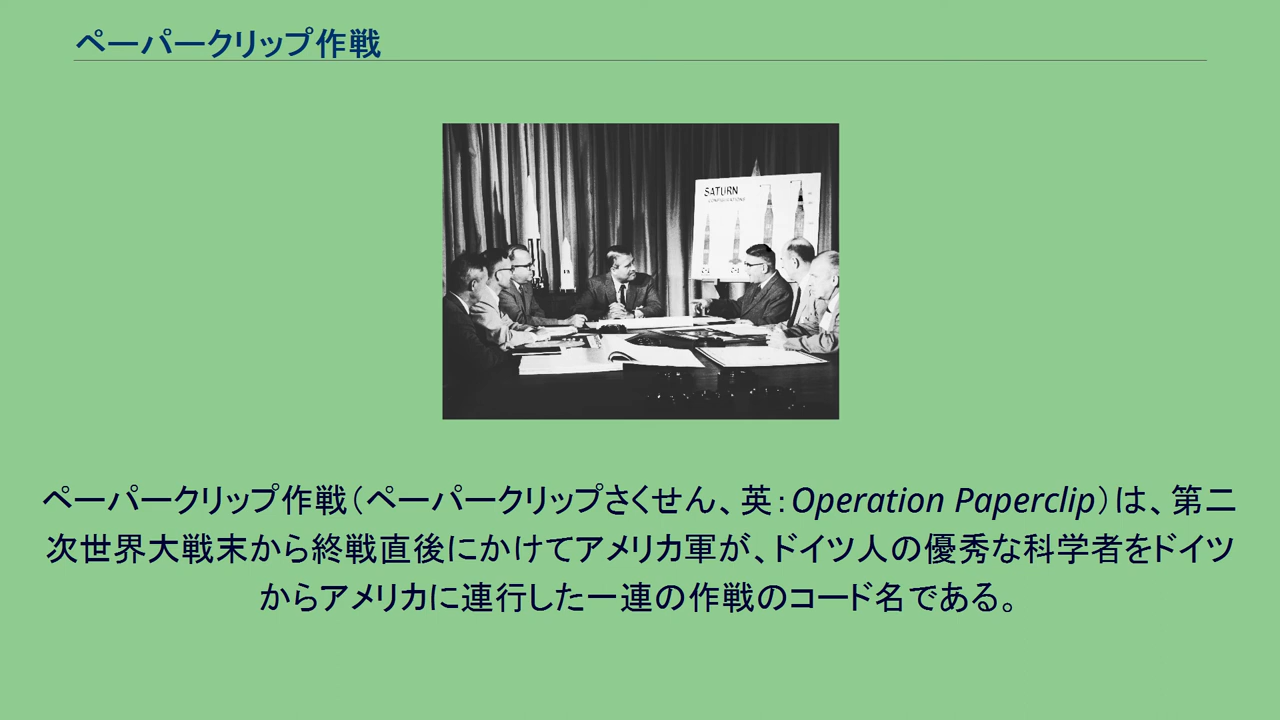 ペーパークリップ作戦
SATURN
CONFIGURATIONS
ペーパークリップ作戦（ペーパークリップさくせん、英：Operation Paperclip）は、第二
次世界大戦末から終戦直後にかけてアメリカ軍が、ドイツ人の優秀な科学者をドイツ
からアメリカに連行した一連の作戦のコード名である。